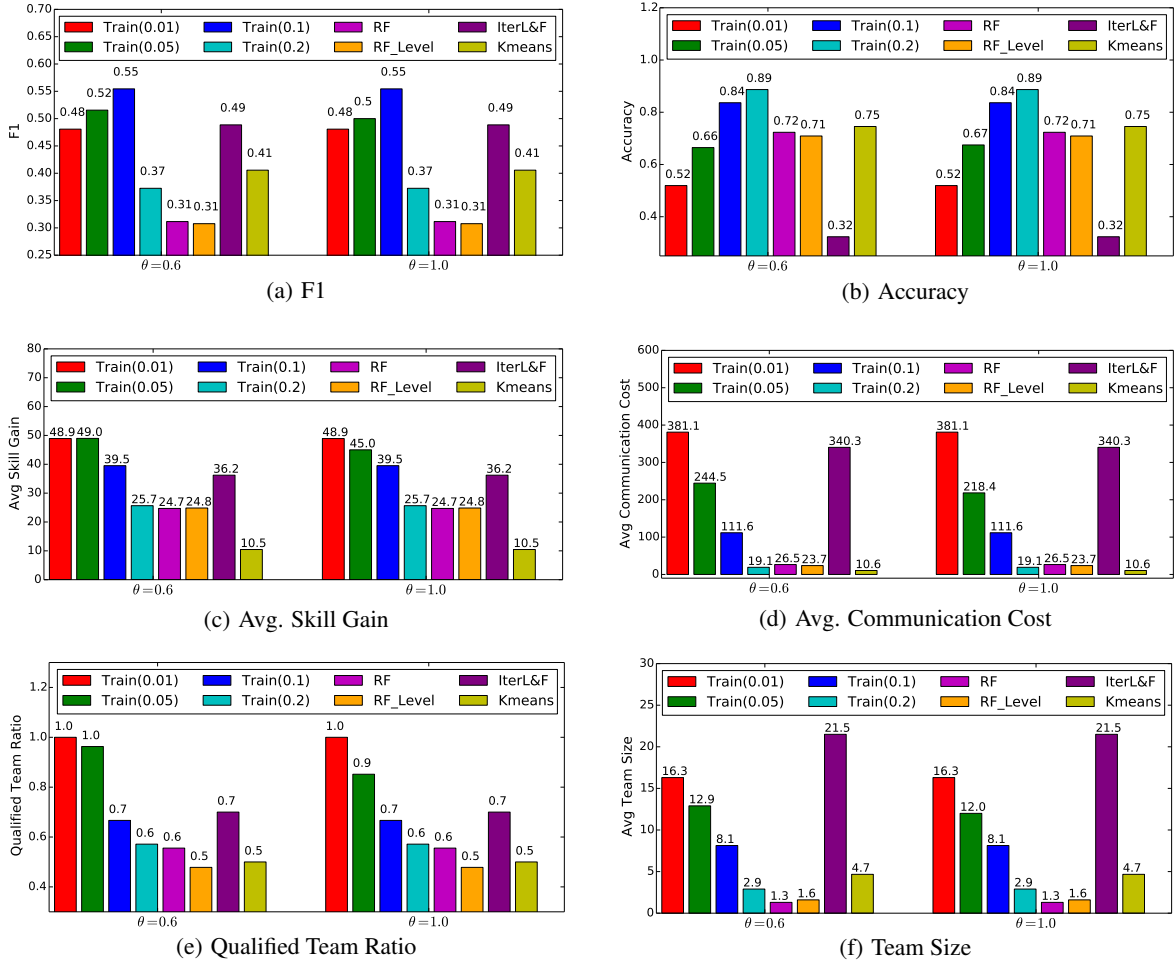 0.70
0.65
0.60
0.55
0.50
0.45
0.40
0.35
0.30
0.25
F1
Train(0.01) Train(0.1) RF IterL&F
Train(0.05) Train(0.2) RF_Level Kmeans
0.48 0.52 0.55 0.37 0.31 0.31 0.49 0.41
0.48 0.5 0.55 0.37 0.31 0.31 0.49 0.41
θ=0.6 θ=1.0
(a) F1
1.2
1.0
0.8
0.6
0.4
Accuracy
Train(0.01) Train(0.1) RF IterL&F
Train(0.05) Train(0.2) RF_Level Kmeans
0.52 0.66 0.84 0.89 0.72 0.71 0.32 0.75
0.52 0.67 0.84 0.89 0.72 0.71 0.32 0.75
θ=0.6 θ=1.0
(b) Accuracy
80
70
60
50
40
30
20
10
0
Avg Skill Gain
Train(0.01) Train(0.1) RF IterL&F
Train(0.05) Train(0.2) RF_Level Kmeans
48.9 49.0 39.5 25.7 24.7 24.8 36.2 10.5
48.9 45.0 39.5 25.7 24.7 24.8 36.2 10.5
θ=0.6 θ=1.0
(c) Avg. Skill Gain
600
500
400
300
200
100
0
Avg Communication Cost
Train(0.01) Train(0.1) RF IterL&F
Train(0.05) Train(0.2) RF_Level Kmeans
381.1 244.5 111.6 19.1 26.5 23.7 340.3 10.6
381.1 218.4 111.6 19.1 26.5 23.7 340.3 10.6
θ=0.6 θ=1.0
(d) Avg. Communication Cost
1.2
1.0
0.8
0.6
0.4
Qualified Team Ratio
Train(0.01) Train(0.1) RF IterL&F
Train(0.05) Train(0.2) RF_Level Kmeans
1.0 1.0 0.7 0.6 0.6 0.5 0.7 0.5
1.0 0.9 0.7 0.6 0.6 0.5 0.7 0.5
θ=0.6 θ=1.0
(e) Qualified Team Ratio
30
25
20
15
10
5
0
Avg Team Size
Train(0.01) Train(0.1) RF IterL&F
Train(0.05) Train(0.2) RF_Level Kmeans
16.3 12.9 8.1 2.9 1.3 1.6 21.5 4.7
16.3 12.0 8.1 2.9 1.3 1.6 21.5 4.7
θ=0.6 θ=1.0
(f) Team Size